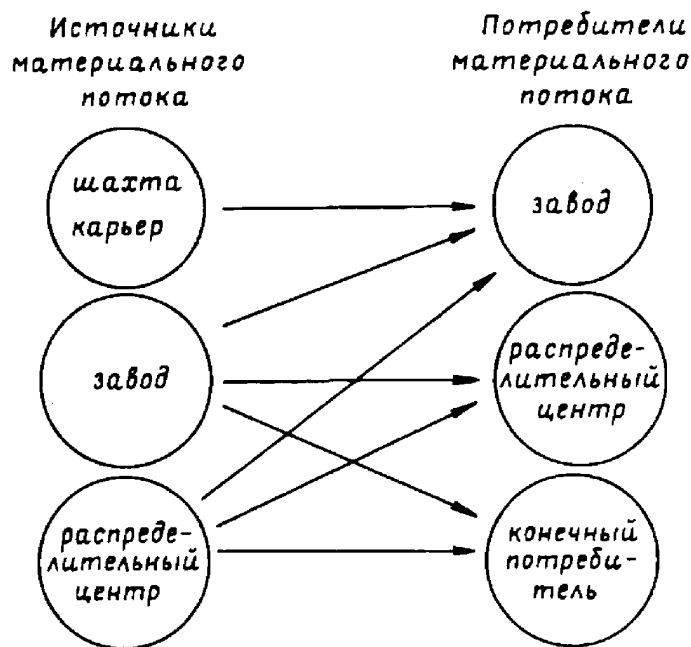 Источники
материального
потока
Потребители
материального
потока
шахта
карьер
завод
завод
распреде-
лительный
центр
распреде-
лительный
центр
конечный
потреби-
тель